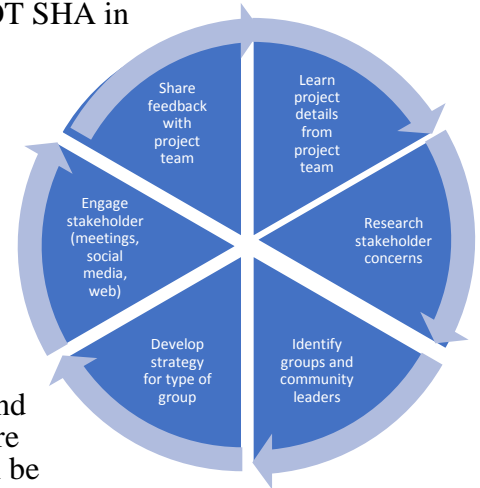 OT SHA in
Share
feedback
with
project
team
Learn
project
details
from
project
team
Engage
stakeholder
(meetings,
social
media,
web)
Research
stakeholder
concerns
Develop
strategy
for type of
group
Identify
groups and
community
leaders
nd
re
be